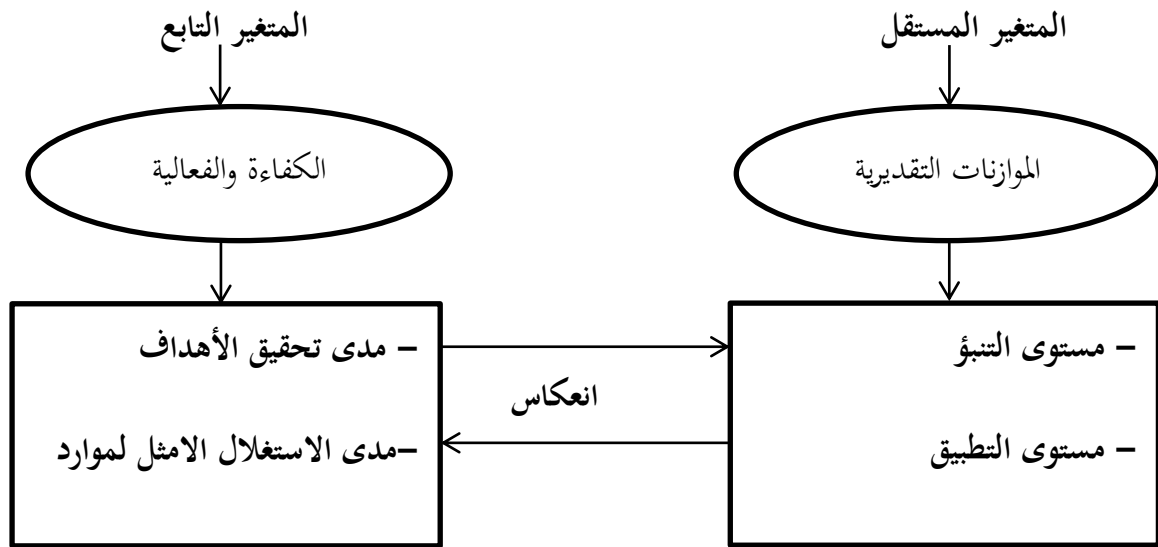 المتغير المستقل
المتغير التابع
الموازنات التقديرية
الكفاءة والفعالية
– مستوى التنبؤ
– مستوى التطبيق
انعكاس
– مدى تحقيق الأهداف
–مدى الاستغلال الامثل لموارد